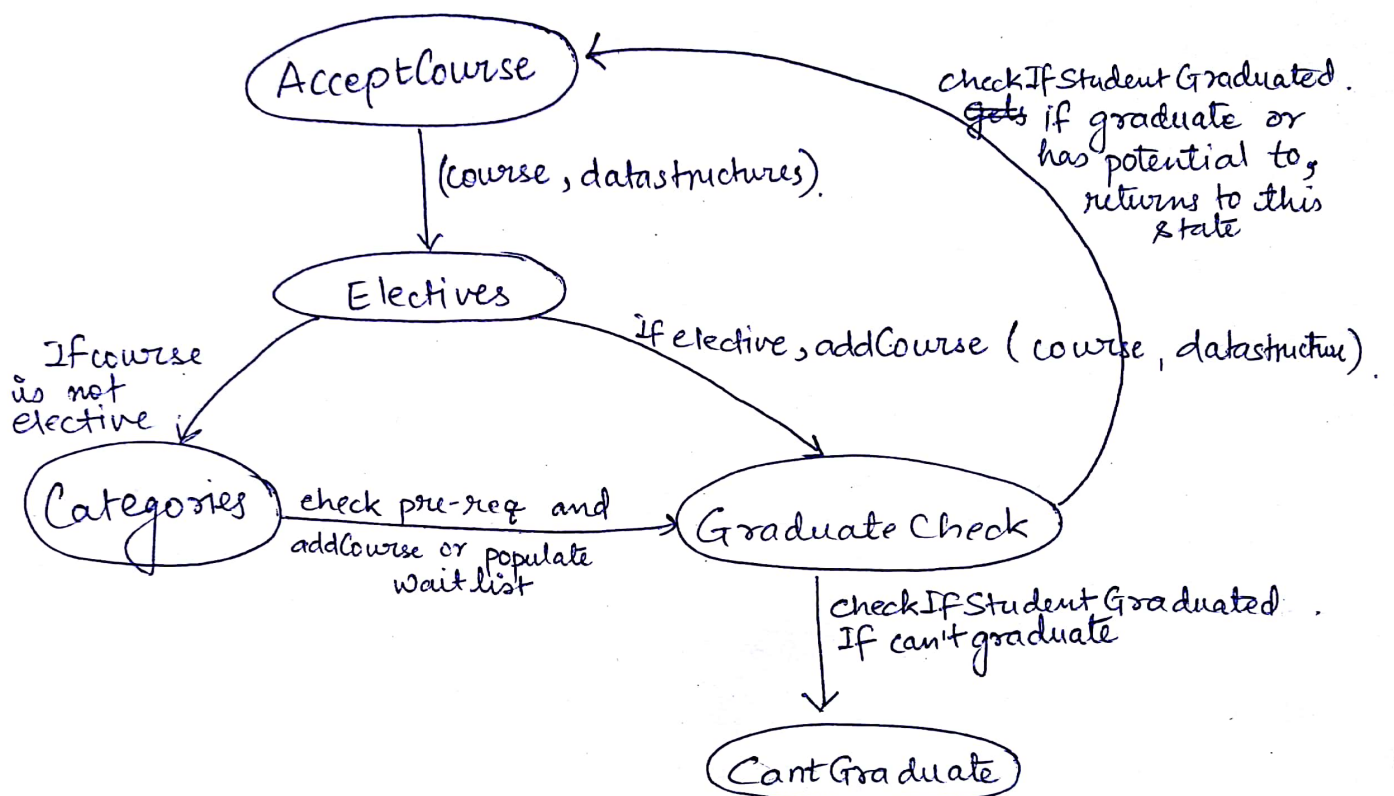 AcceptCourse
checkIfStudentGraduated.
gets if graduate or
has potential to,
returns to this
state
(course, datastructures).
Electives
If course
is not
elective
If elective, addCourse (course, datastructure).
Categories
check pre-req and
addCourse or populate
waitlist
GraduateCheck
checkIfStudentGraduated.
If can't graduate
CantGraduate